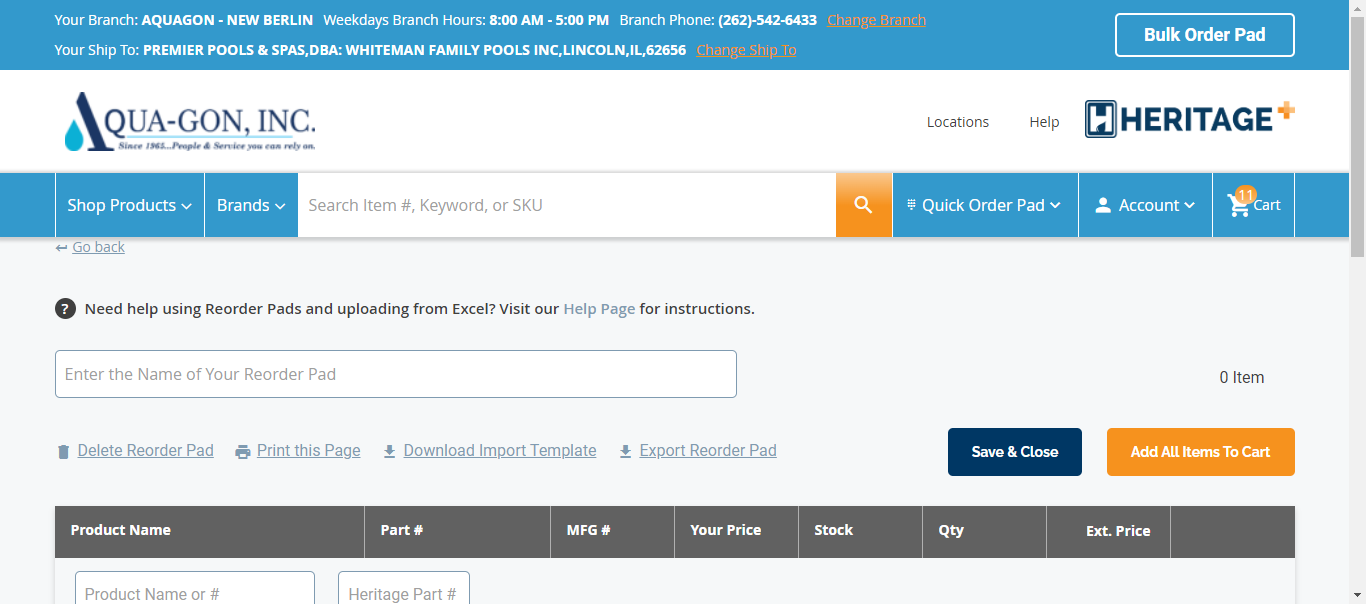 Your Branch: AQUAGON - NEW BERLIN Weekdays Branch Hours: 8:00 AM - 5:00 PM Branch Phone: (262)-542-6433 Change Branch
Your Ship To: PREMIER POOLS & SPAS,DBA: WHITEMAN FAMILY POOLS INC,LINCOLN,IL,62656 Change Ship To
Bulk Order Pad
AQUA-GON, INC.
Since 1965...People & Service you can rely on.
Locations Help HERITAGE+
Shop Products Brands Search Item #, Keyword, or SKU Quick Order Pad Account 11 Cart
Go back
? Need help using Reorder Pads and uploading from Excel? Visit our Help Page for instructions.
Enter the Name of Your Reorder Pad
0 Item
Delete Reorder Pad Print this Page Download Import Template Export Reorder Pad Save & Close Add All Items To Cart
Product Name Part # MFG # Your Price Stock Qty Ext. Price
Product Name or # Heritage Part #